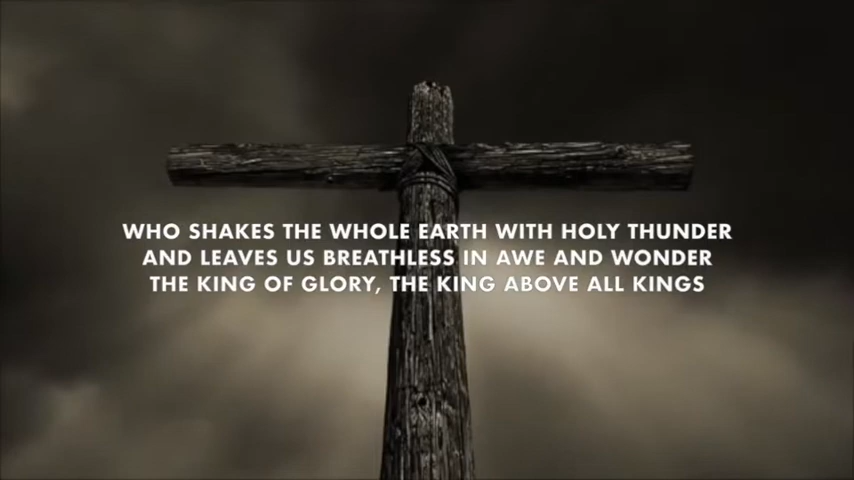 WHO SHAKES THE WHOLE EARTH WITH HOLY THUNDER
AND LEAVES US BREATHLESS IN AWE AND WONDER
THE KING OF GLORY, THE KING ABOVE ALL KINGS